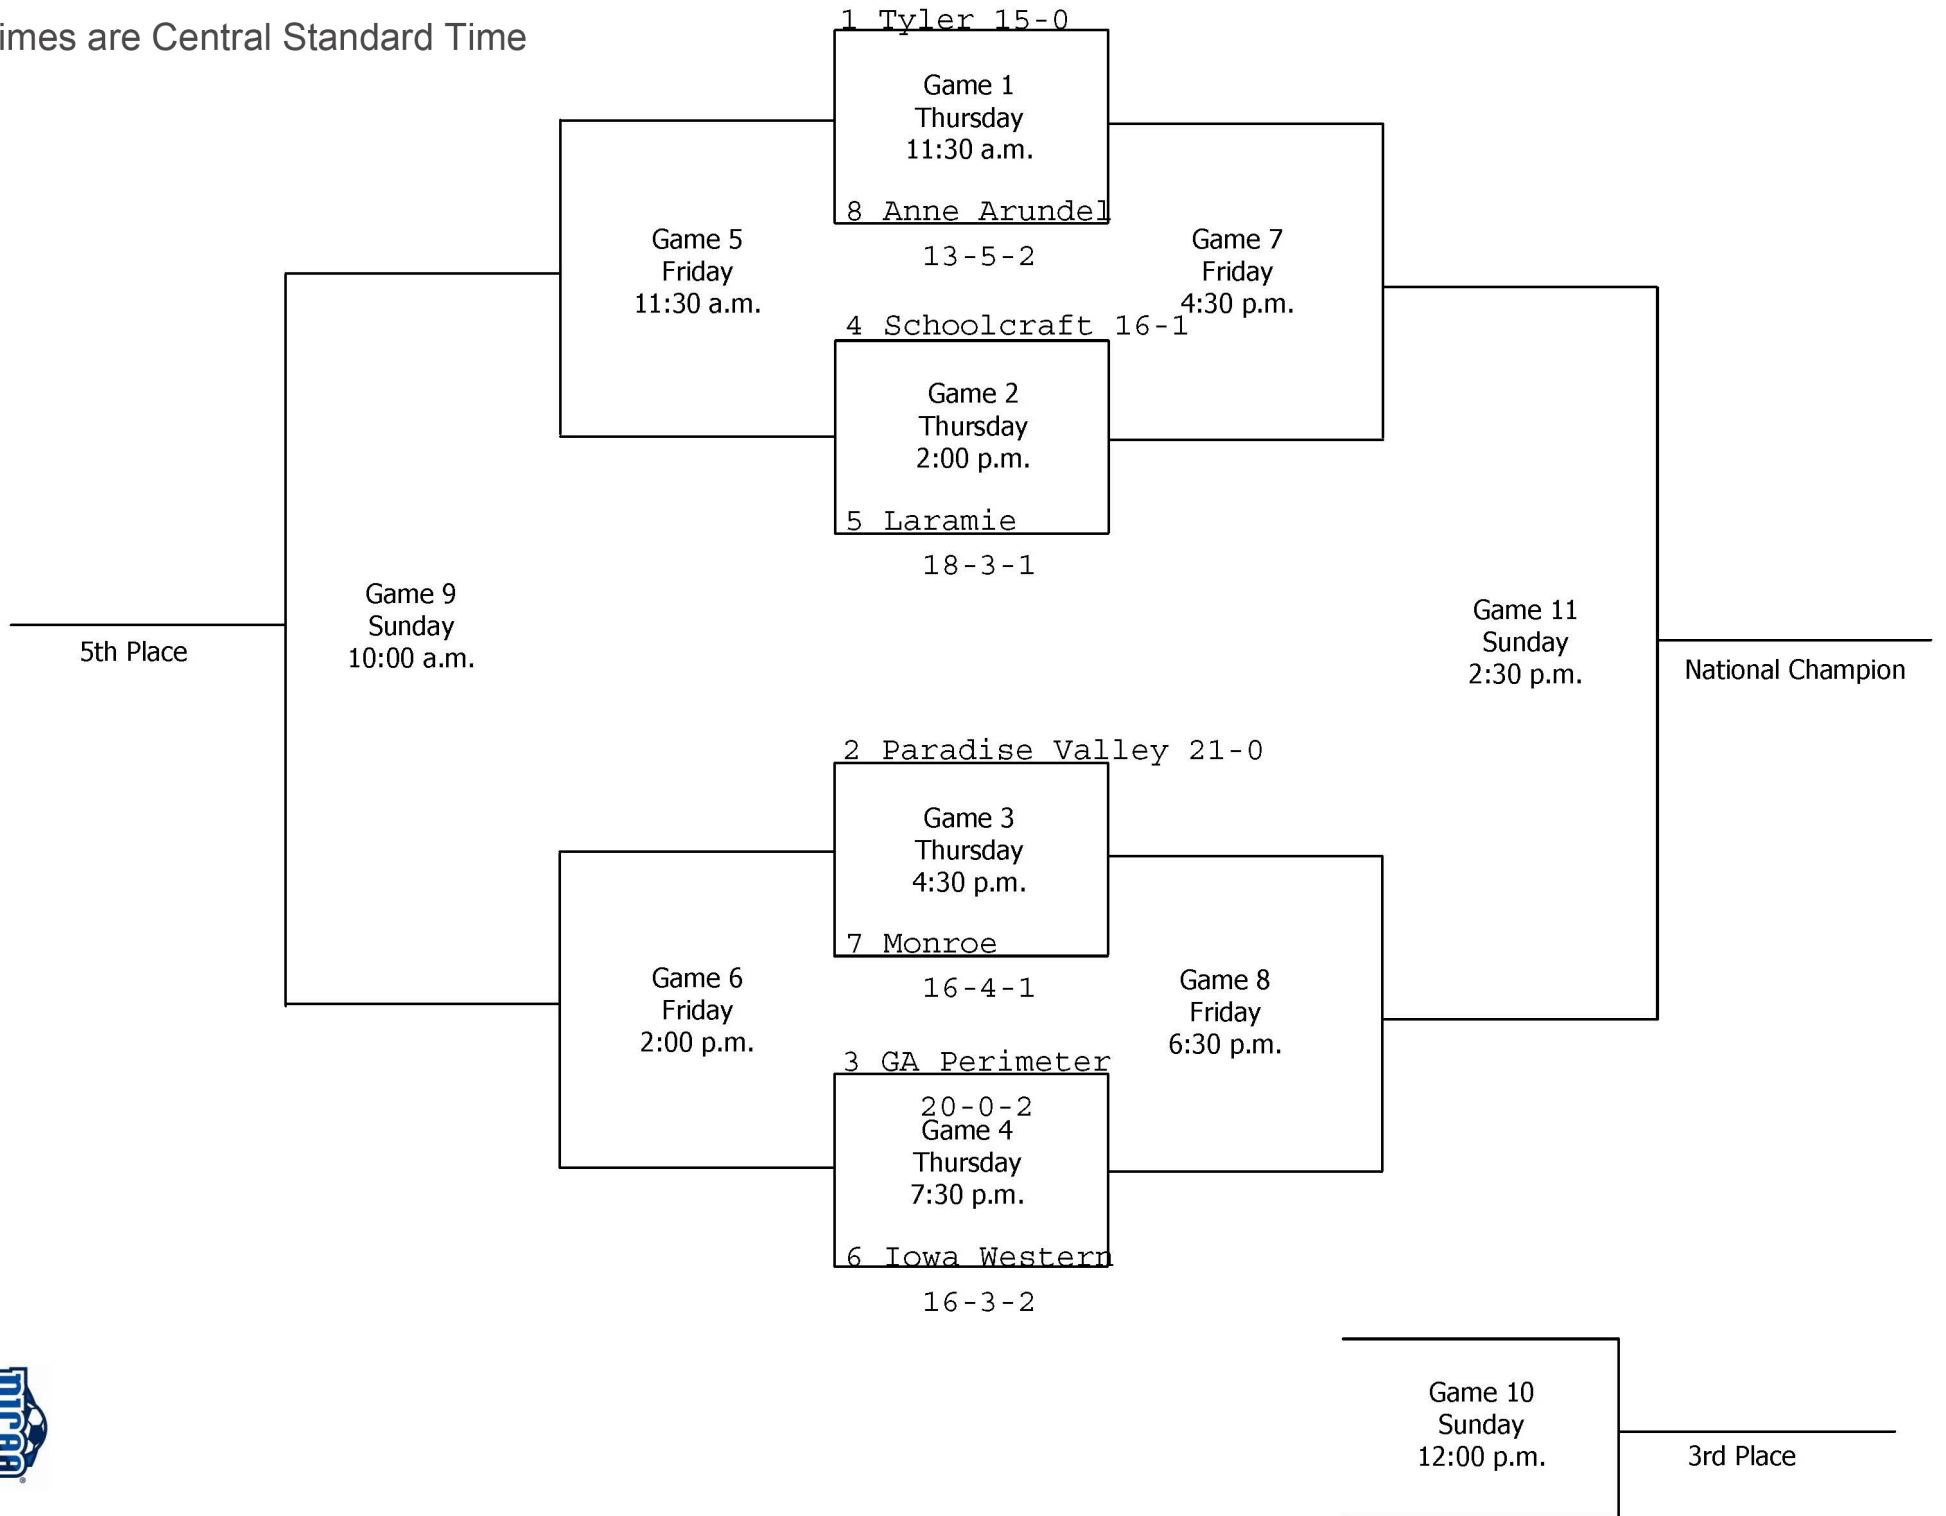 imes are Central Standard Time
1 Tyler 15-0
Game 1
Thursday
11:30 a.m.
8 Anne Arundel
13-5-2
Game 5
Friday
11:30 a.m.
Game 7
Friday
4:30 p.m.
4 Schoolcraft 16-1
Game 2
Thursday
2:00 p.m.
5 Laramie
18-3-1
Game 9
Sunday
10:00 a.m.
5th Place
Game 11
Sunday
2:30 p.m.
National Champion
2 Paradise Valley 21-0
Game 3
Thursday
4:30 p.m.
7 Monroe
16-4-1
Game 6
Friday
2:00 p.m.
Game 8
Friday
6:30 p.m.
3 GA Perimeter
20-0-2
Game 4
Thursday
7:30 p.m.
6 Iowa Western
16-3-2
Game 10
Sunday
12:00 p.m.
3rd Place